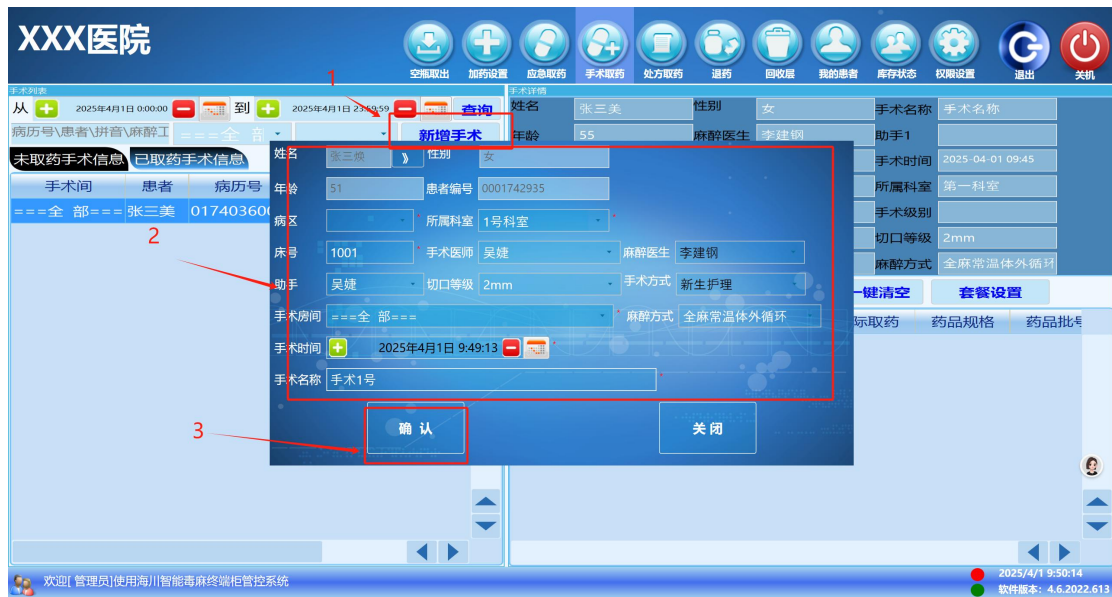 XXX医院
空瓶取出 加药设置 应急取药 手术取药 处方取药 退药 回收层 我的患者 库存状态 权限设置 退出 关机
1
手术列表
从 2025年4月1日 0:00:00 到 2025年4月1日 23:59:59 查询
病历号\患者\拼音\麻醉工 ===全 部 新增手术
未取药手术信息 已取药手术信息
手术间 患者 病历号
===全 部=== 张三美 01740360
2
手术详情
姓名 张三美 性别 女 手术名称 手术名称
年龄 55 麻醉医生 李建钢 助手1
手术时间 2025-04-01 09:45
所属科室 第一科室
手术级别
切口等级 2mm
麻醉方式 全麻常温体外循环
一键清空 套餐设置
际取药 药品规格 药品批号
姓名 张三焕 》 性别 女
年龄 51 患者编号 0001742935
病区 所属科室 1号科室
床号 1001 手术医师 吴婕 麻醉医生 李建钢
助手 吴婕 切口等级 2mm 手术方式 新生护理
手术房间 ===全 部=== 麻醉方式 全麻常温体外循环
手术时间 2025年4月1日 9:49:13
手术名称 手术1号
3
确 认 关 闭
欢迎[ 管理员]使用海川智能毒麻终端柜管控系统
2025/4/1 9:50:14
软件版本: 4.6.2022.613